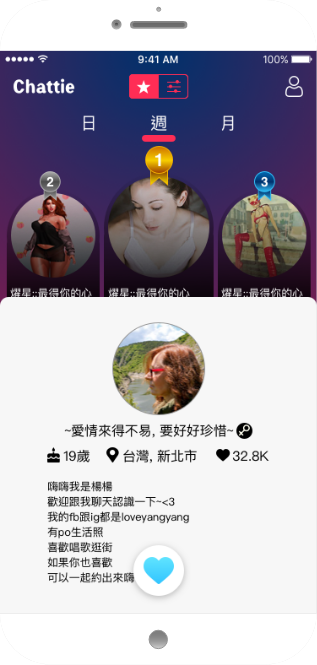 9:41 AM
100%
Chattie
日 週 月
2 1 3
燿星::最得你的心 燿星::最得你的心 燿星::最得你的心
~愛情來得不易, 要好好珍惜~
19歲 台灣, 新北市 32.8K
嗨嗨我是楊楊
歡迎跟我聊天認識一下~<3
我的fb跟ig都是loveyangyang
有po生活照
喜歡唱歌逛街
如果你也喜歡
可以一起約出來嗨